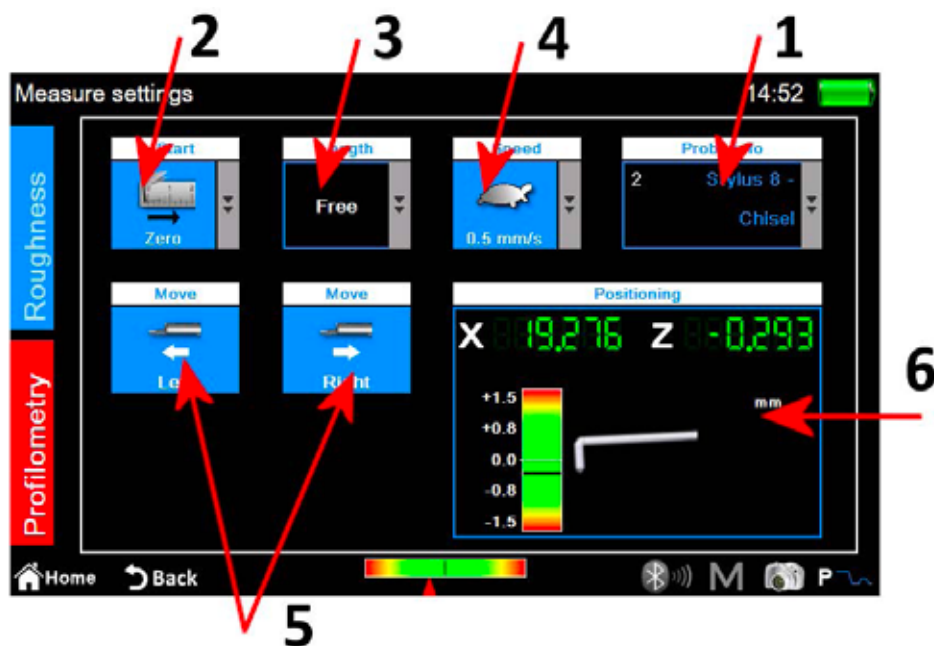 2 3 4 1
Measure settings 14:52
Roughness
Profilometry
Zero
Free
0.5 mm/s
2
Chisel
Move
Move
Positioning
X 19,276 Z -0,293
Right
mm
+1.5
+0.8
0.0
-0.8
-1.5
6
Home Back M P
5